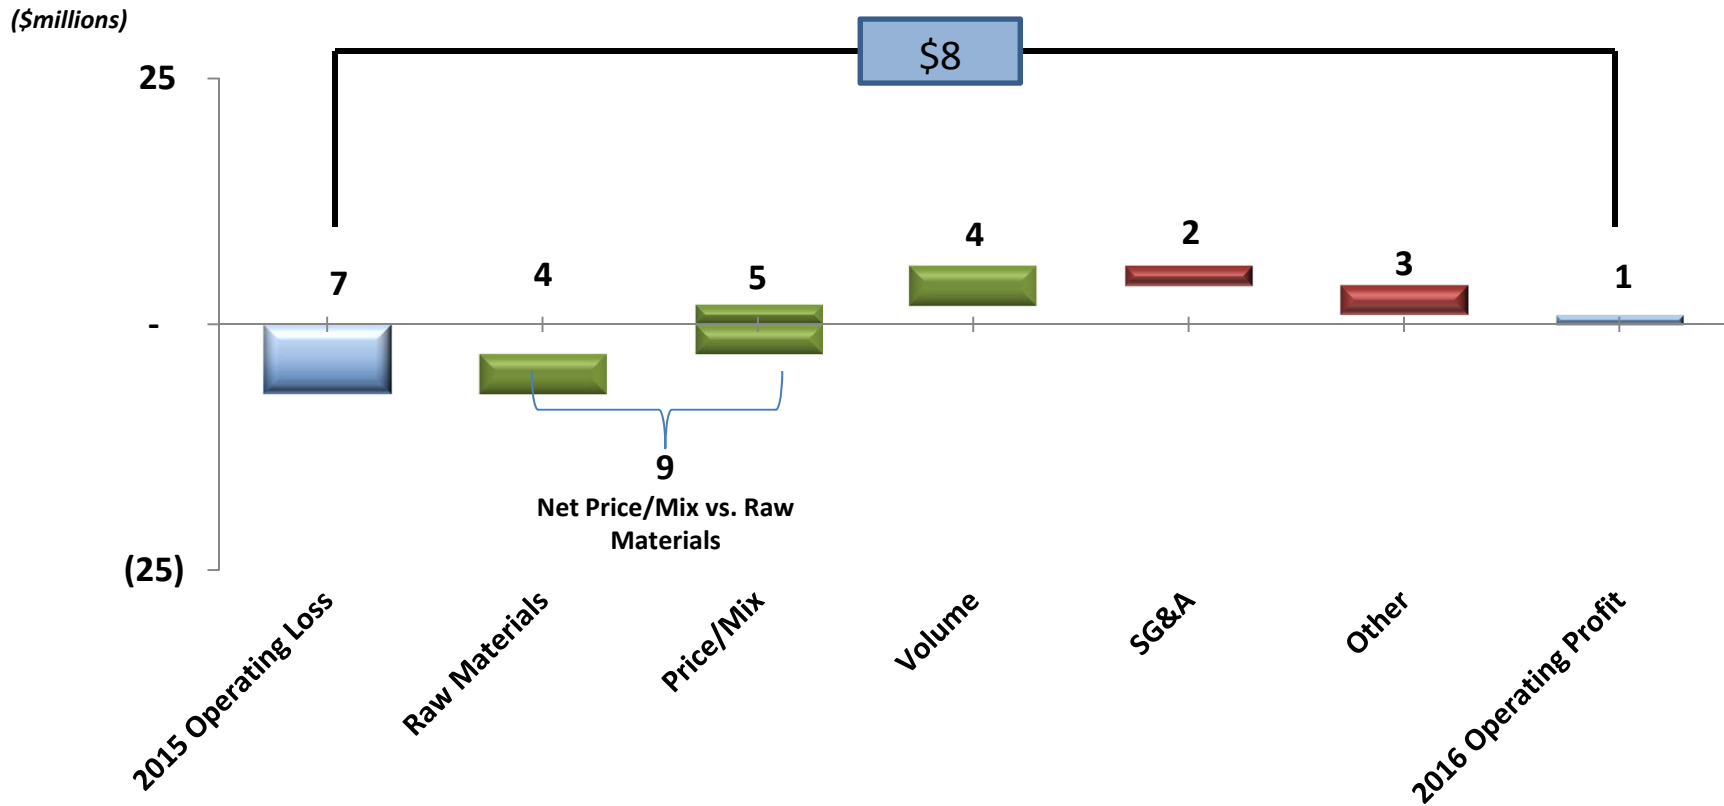 ($millions)
$8
25
4
2
3
7
4
5
1
-
9
Net Price/Mix vs. Raw
Materials
(25)
2015 Operating Loss
Raw Materials
Price/Mix
Volume
SG&A
Other
2016 Operating Profit